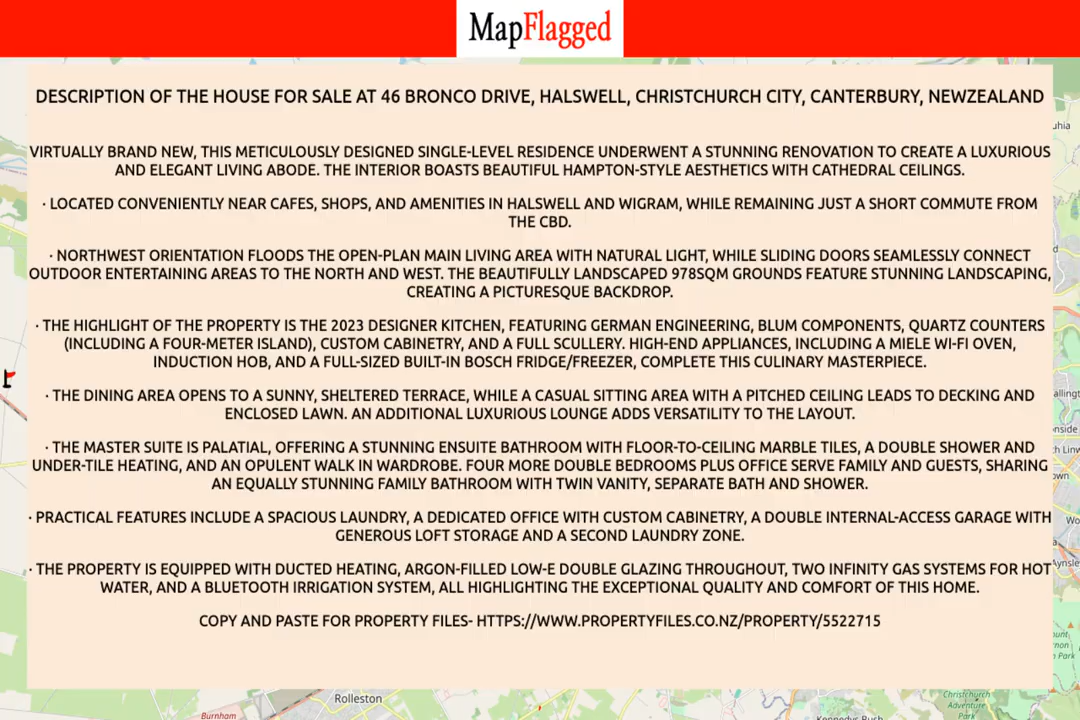 MapFlagged
DESCRIPTION OF THE HOUSE FOR SALE AT 46 BRONCO DRIVE, HALSWELL, CHRISTCHURCH CITY, CANTERBURY, NEWZEALAND
VIRTUALLY BRAND NEW, THIS METICULOUSLY DESIGNED SINGLE-LEVEL RESIDENCE UNDERWENT A STUNNING RENOVATION TO CREATE A LUXURIOUS
AND ELEGANT LIVING ABODE. THE INTERIOR BOASTS BEAUTIFUL HAMPTON-STYLE AESTHETICS WITH CATHEDRAL CEILINGS.
· LOCATED CONVENIENTLY NEAR CAFES, SHOPS, AND AMENITIES IN HALSWELL AND WIGRAM, WHILE REMAINING JUST A SHORT COMMUTE FROM
THE CBD.
· NORTHWEST ORIENTATION FLOODS THE OPEN-PLAN MAIN LIVING AREA WITH NATURAL LIGHT, WHILE SLIDING DOORS SEAMLESSLY CONNECT
OUTDOOR ENTERTAINING AREAS TO THE NORTH AND WEST. THE BEAUTIFULLY LANDSCAPED 978SQM GROUNDS FEATURE STUNNING LANDSCAPING,
CREATING A PICTURESQUE BACKDROP.
· THE HIGHLIGHT OF THE PROPERTY IS THE 2023 DESIGNER KITCHEN, FEATURING GERMAN ENGINEERING, BLUM COMPONENTS, QUARTZ COUNTERS
(INCLUDING A FOUR-METER ISLAND), CUSTOM CABINETRY, AND A FULL SCULLERY. HIGH-END APPLIANCES, INCLUDING A MIELE WI-FI OVEN,
INDUCTION HOB, AND A FULL-SIZED BUILT-IN BOSCH FRIDGE/FREEZER, COMPLETE THIS CULINARY MASTERPIECE.
· THE DINING AREA OPENS TO A SUNNY, SHELTERED TERRACE, WHILE A CASUAL SITTING AREA WITH A PITCHED CEILING LEADS TO DECKING AND
ENCLOSED LAWN. AN ADDITIONAL LUXURIOUS LOUNGE ADDS VERSATILITY TO THE LAYOUT.
· THE MASTER SUITE IS PALATIAL, OFFERING A STUNNING ENSUITE BATHROOM WITH FLOOR-TO-CEILING MARBLE TILES, A DOUBLE SHOWER AND
UNDER-TILE HEATING, AND AN OPULENT WALK IN WARDROBE. FOUR MORE DOUBLE BEDROOMS PLUS OFFICE SERVE FAMILY AND GUESTS, SHARING
AN EQUALLY STUNNING FAMILY BATHROOM WITH TWIN VANITY, SEPARATE BATH AND SHOWER.
· PRACTICAL FEATURES INCLUDE A SPACIOUS LAUNDRY, A DEDICATED OFFICE WITH CUSTOM CABINETRY, A DOUBLE INTERNAL-ACCESS GARAGE WITH
GENEROUS LOFT STORAGE AND A SECOND LAUNDRY ZONE.
· THE PROPERTY IS EQUIPPED WITH DUCTED HEATING, ARGON-FILLED LOW-E DOUBLE GLAZING THROUGHOUT, TWO INFINITY GAS SYSTEMS FOR HOT
WATER, AND A BLUETOOTH IRRIGATION SYSTEM, ALL HIGHLIGHTING THE EXCEPTIONAL QUALITY AND COMFORT OF THIS HOME.
COPY AND PASTE FOR PROPERTY FILES- HTTPS://WWW.PROPERTYFILES.CO.NZ/PROPERTY/5522715
Rolleston
Burnham
Christchurch
Adventure
Park